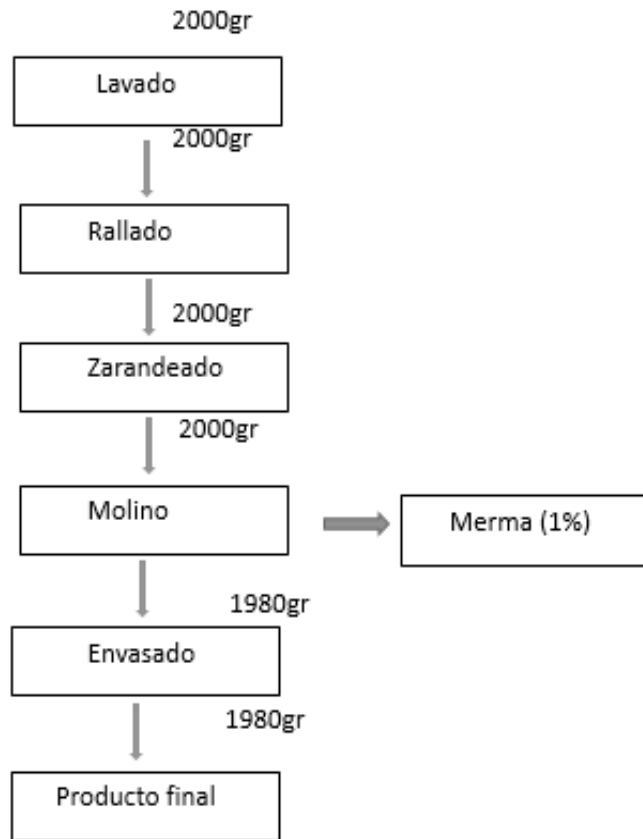 2000gr
Lavado
2000gr
Rallado
2000gr
Zarandeado
2000gr
Molino
Merma (1%)
1980gr
Envasado
1980gr
Producto final